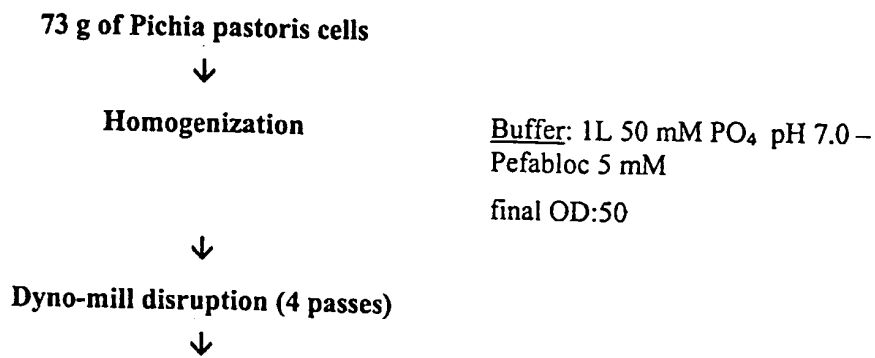 73 g of Pichia pastoris cells
↓
Homogenization
Buffer: 1L 50 mM PO₄ pH 7.0 –
Pefabloc 5 mM
final OD:50
↓
Dyno-mill disruption (4 passes)
↓